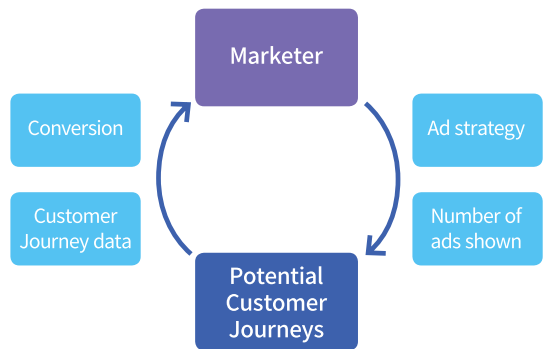 Marketer
Conversion
Ad strategy
Customer
Journey data
Number of
ads shown
Potential
Customer
Journeys